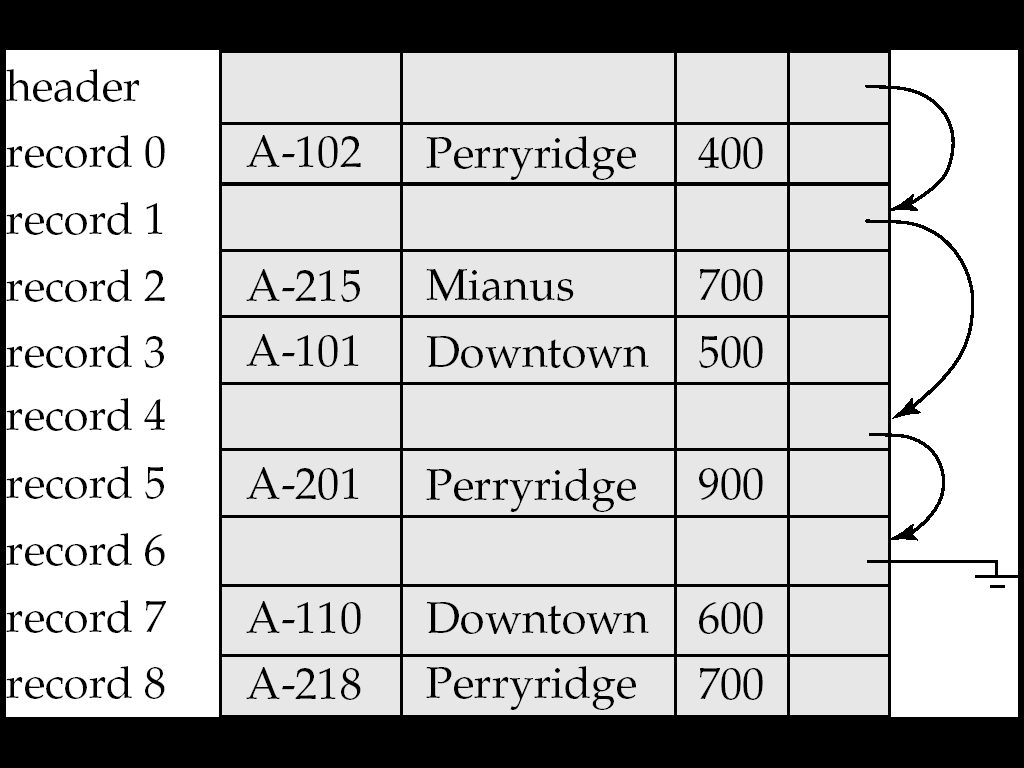 header
record 0 A-102 Perryridge 400
record 1
record 2 A-215 Mianus 700
record 3 A-101 Downtown 500
record 4
record 5 A-201 Perryridge 900
record 6
record 7 A-110 Downtown 600
record 8 A-218 Perryridge 700